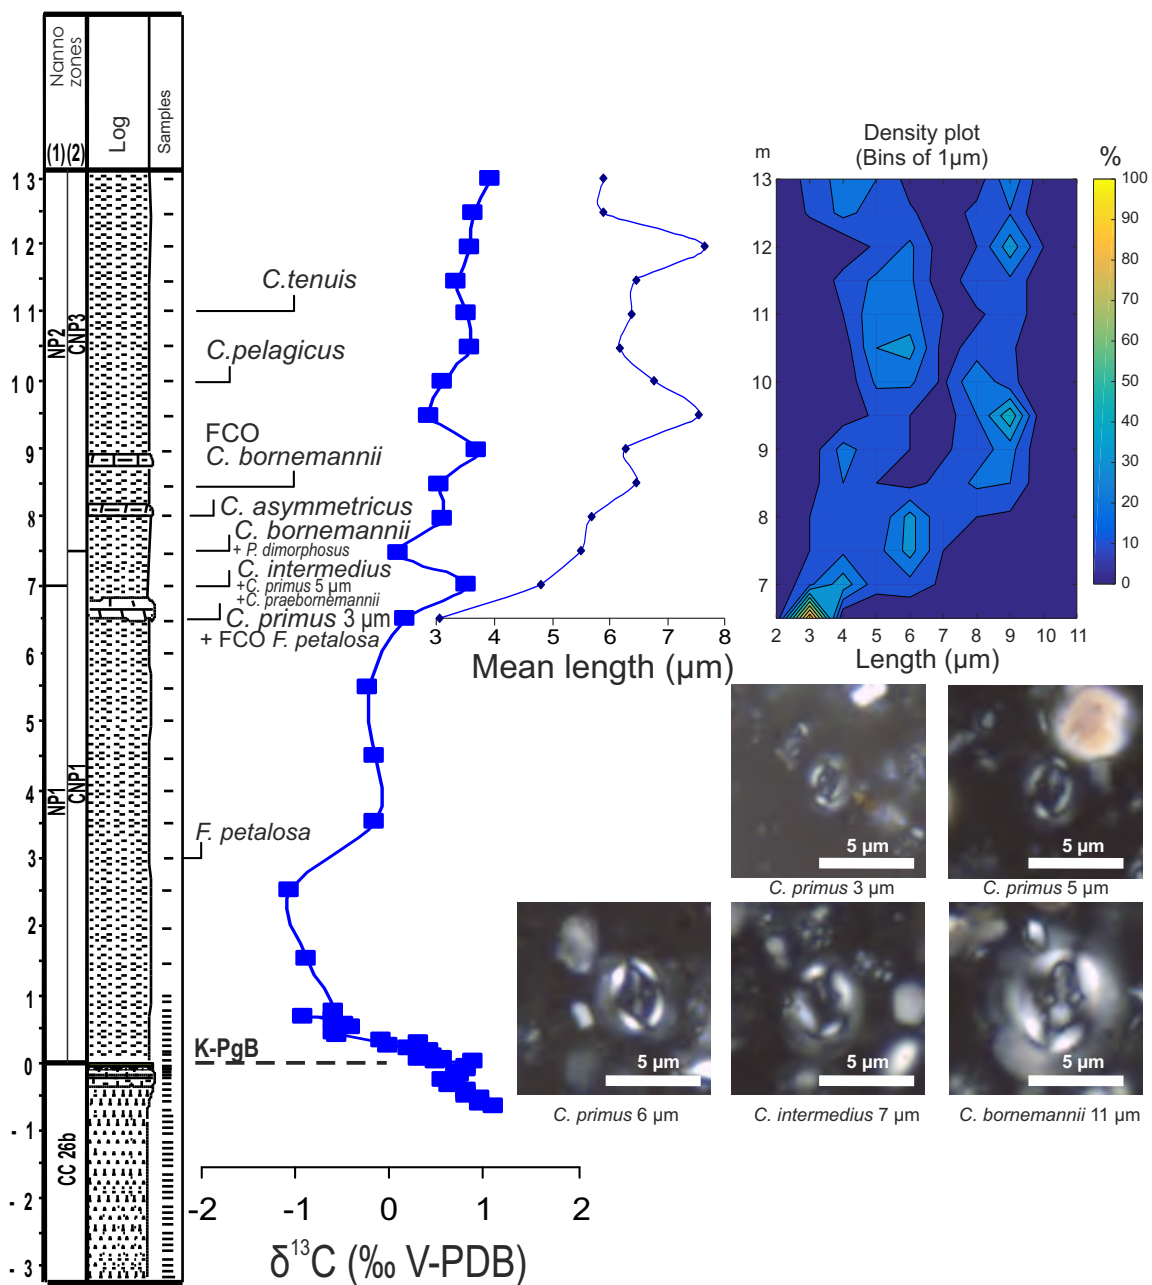 Nanno
zones
(1) (2)
Log
Samples
13
12
11
10
9
8
7
6
5
4
3
2
1
0
- 1
- 2
- 3
NP2
CNP3
NP1
CNP1
CC 26b
C.tenuis
C.pelagicus
FCO
C. bornemannii
C. asymmetricus
C. bornemannii
+ P. dimorphosus
C. intermedius
+C. primus 5 µm
+C. praebornemannii
C. primus 3 µm
+ FCO F. petalosa
F. petalosa
K-PgB
-2 -1 0 1 2
δ¹³C (‰ V-PDB)
3 4 5 6 7 8
Mean length (µm)
Density plot
(Bins of 1µm)
m
13
12
11
10
9
8
7
2 3 4 5 6 7 8 9 10 11
Length (µm)
%
100
90
80
70
60
50
40
30
20
10
0
5 µm
C. primus 3 µm
5 µm
C. primus 5 µm
5 µm
C. primus 6 µm
5 µm
C. intermedius 7 µm
5 µm
C. bornemannii 11 µm